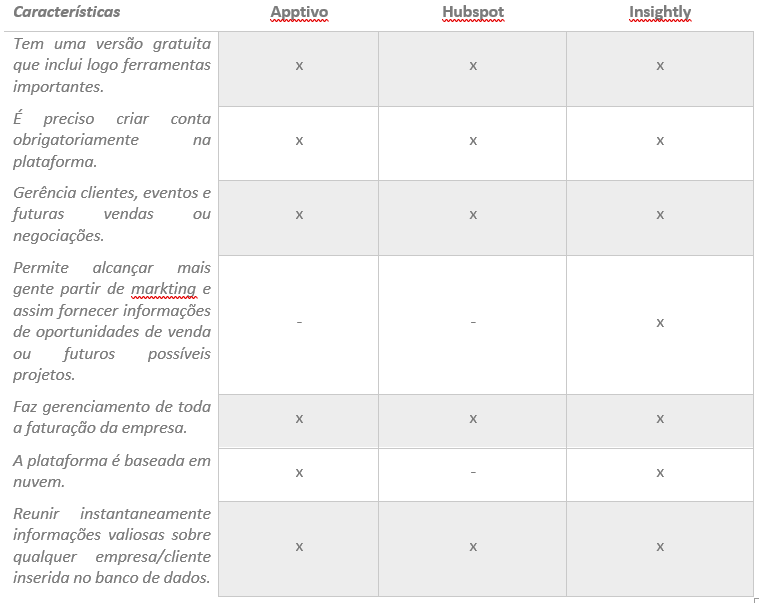 Características Apptivo Hubspot Insightly
Tem uma versão gratuita
que inclui logo ferramentas
importantes.
x x x
É preciso criar conta
obrigatoriamente na
plataforma.
x x x
Gerência clientes, eventos e
futuras vendas ou
negociações.
x x x
Permite alcançar mais
gente partir de markting e
assim fornecer informações
de oportunidades de venda
ou futuros possíveis
projetos.
- - x
Faz gerenciamento de toda
a faturação da empresa.
x x x
A plataforma é baseada em
nuvem.
x - x
Reunir instantaneamente
informações valiosas sobre
qualquer empresa/cliente
inserida no banco de dados.
x x x